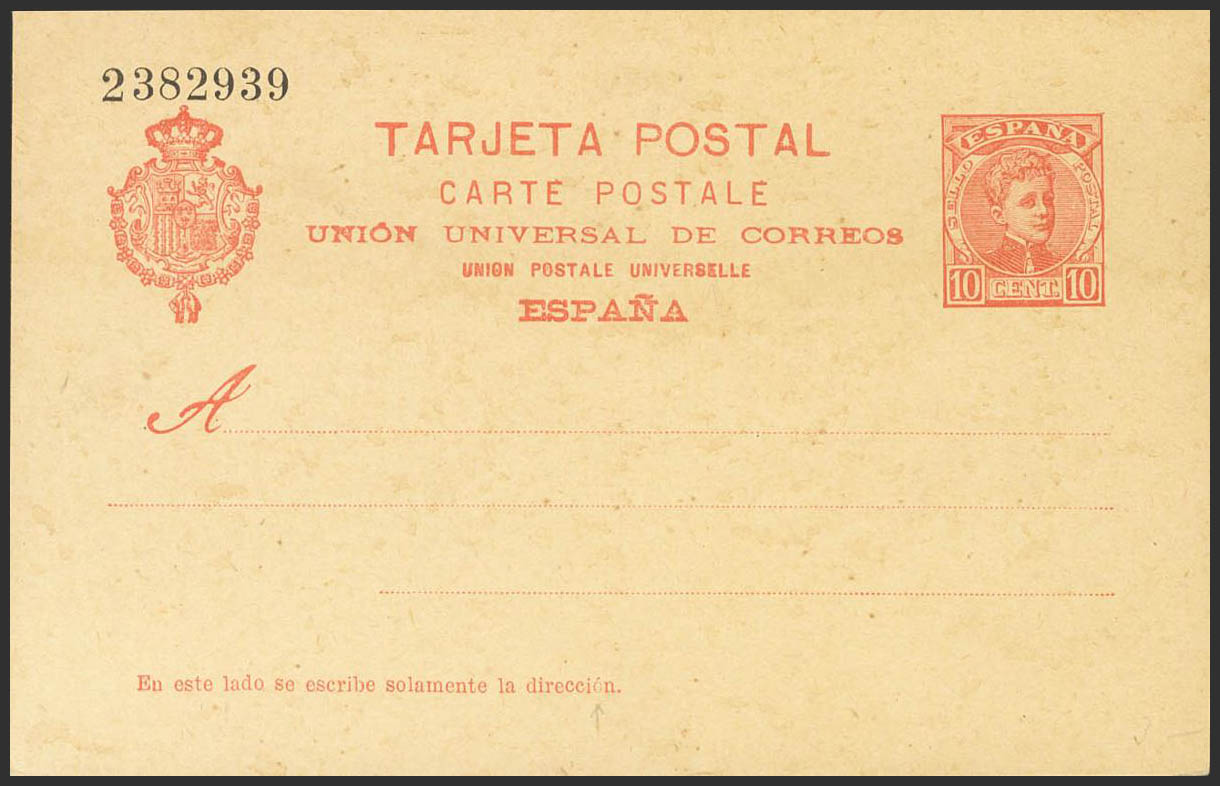 2382939
TARJETA POSTAL
CARTE POSTALE
UNIÓN UNIVERSAL DE CORREOS
UNION POSTALE UNIVERSELLE
ESPAÑA
ESPAÑA
SELLO POSTAL
10 CENT. 10
A
En este lado se escribe solamente la dirección.